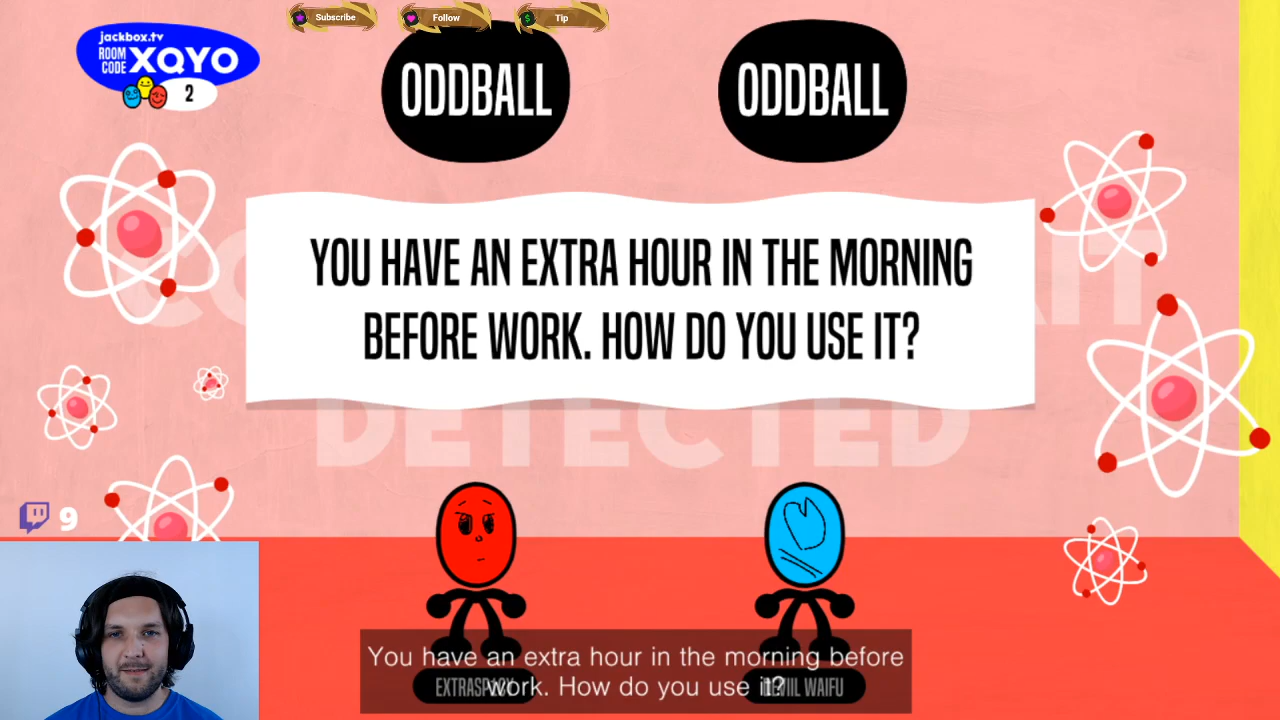 Subscribe
Follow
Tip
jackbox.tv
ROOM CODE XQYO
2
ODDBALL
ODDBALL
YOU HAVE AN EXTRA HOUR IN THE MORNING
BEFORE WORK. HOW DO YOU USE IT?
DETECTED
9
You have an extra hour in the morning before
work. How do you use it?
WAIFU